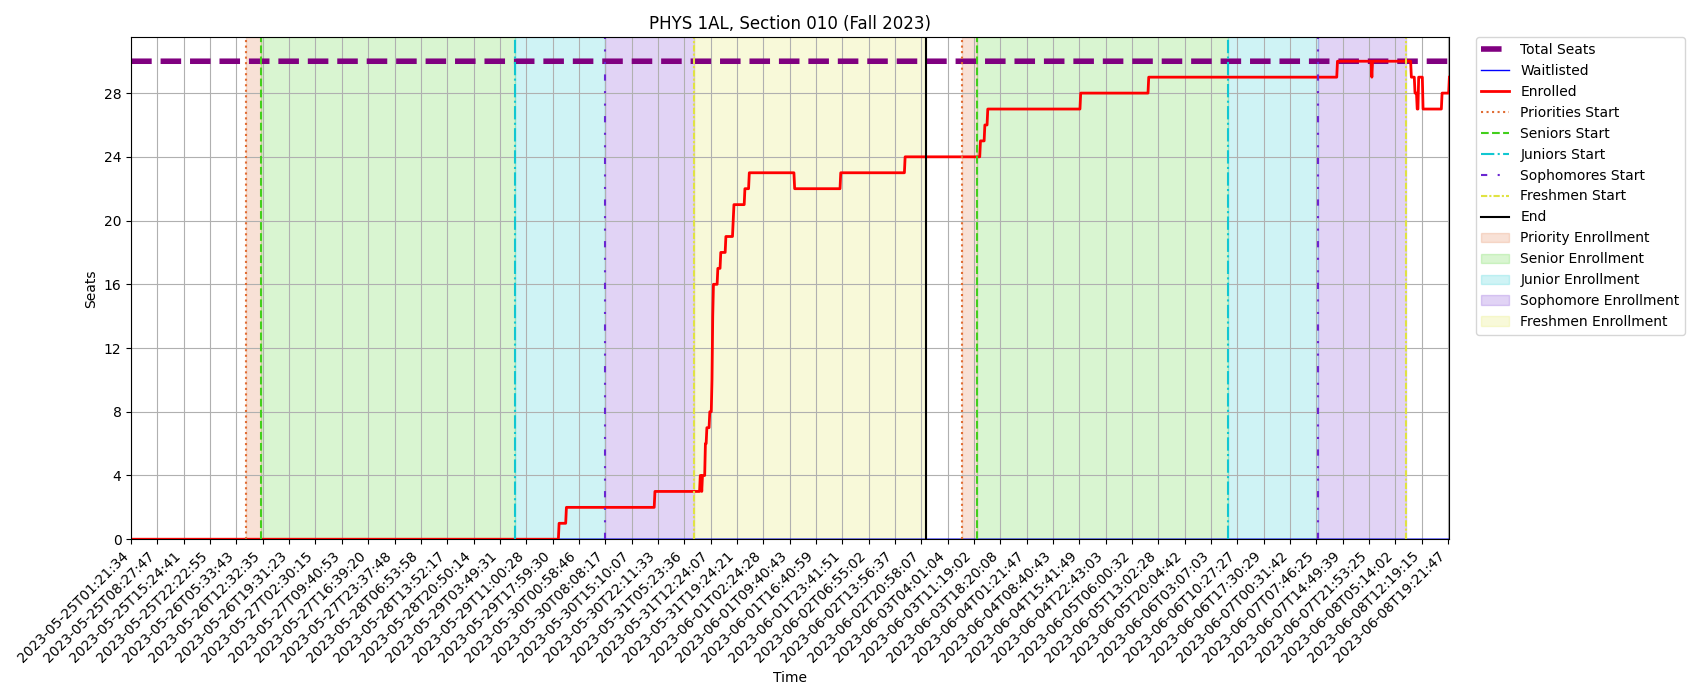 PHYS 1AL, Section 010 (Fall 2023)
Seats
28
24
20
16
12
8
4
0
2023-05-25T01:21:34
2023-05-25T08:27:47
2023-05-25T15:24:41
2023-05-25T22:22:55
2023-05-26T05:33:43
2023-05-26T12:32:35
2023-05-26T19:31:23
2023-05-27T02:30:15
2023-05-27T09:40:53
2023-05-27T16:39:20
2023-05-27T23:37:48
2023-05-28T06:53:58
2023-05-28T13:52:17
2023-05-28T20:50:14
2023-05-29T03:49:31
2023-05-29T11:00:28
2023-05-29T17:59:30
2023-05-30T00:58:46
2023-05-30T08:08:17
2023-05-30T15:10:07
2023-05-30T22:11:33
2023-05-31T05:23:36
2023-05-31T12:24:07
2023-05-31T19:24:21
2023-06-01T02:24:28
2023-06-01T09:40:43
2023-06-01T16:40:59
2023-06-01T23:41:51
2023-06-02T06:55:02
2023-06-02T13:56:37
2023-06-02T20:58:07
2023-06-03T04:01:04
2023-06-03T11:19:02
2023-06-03T18:20:08
2023-06-04T01:21:47
2023-06-04T08:40:43
2023-06-04T15:41:49
2023-06-04T22:43:03
2023-06-05T06:00:32
2023-06-05T13:02:28
2023-06-05T20:04:42
2023-06-06T03:07:03
2023-06-06T10:27:27
2023-06-06T17:30:29
2023-06-07T00:31:42
2023-06-07T07:46:25
2023-06-07T14:49:39
2023-06-07T21:53:25
2023-06-08T05:14:02
2023-06-08T12:19:15
2023-06-08T19:21:47
Time
Total Seats
Waitlisted
Enrolled
Priorities Start
Seniors Start
Juniors Start
Sophomores Start
Freshmen Start
End
Priority Enrollment
Senior Enrollment
Junior Enrollment
Sophomore Enrollment
Freshmen Enrollment